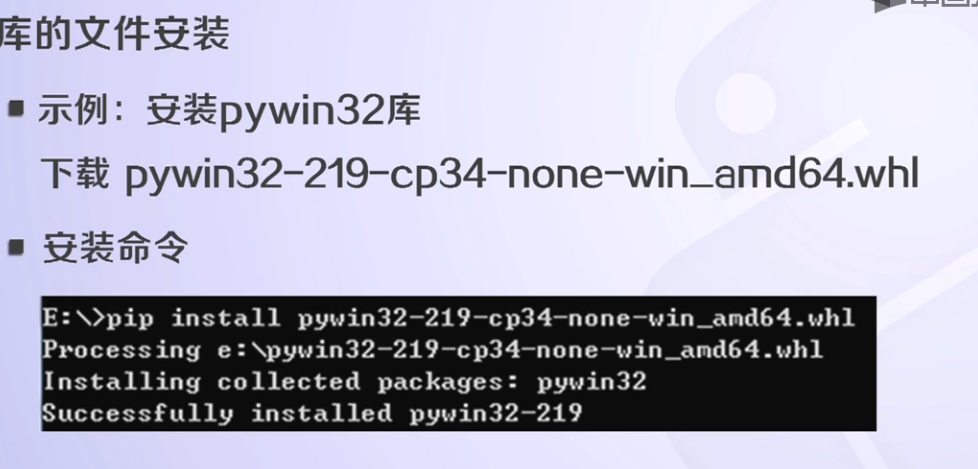 库的文件安装
示例：安装pywin32库
下载 pywin32-219-cp34-none-win_amd64.whl
安装命令
E:\>pip install pywin32-219-cp34-none-win_amd64.whl
Processing e:\pywin32-219-cp34-none-win_amd64.whl
Installing collected packages: pywin32
Successfully installed pywin32-219